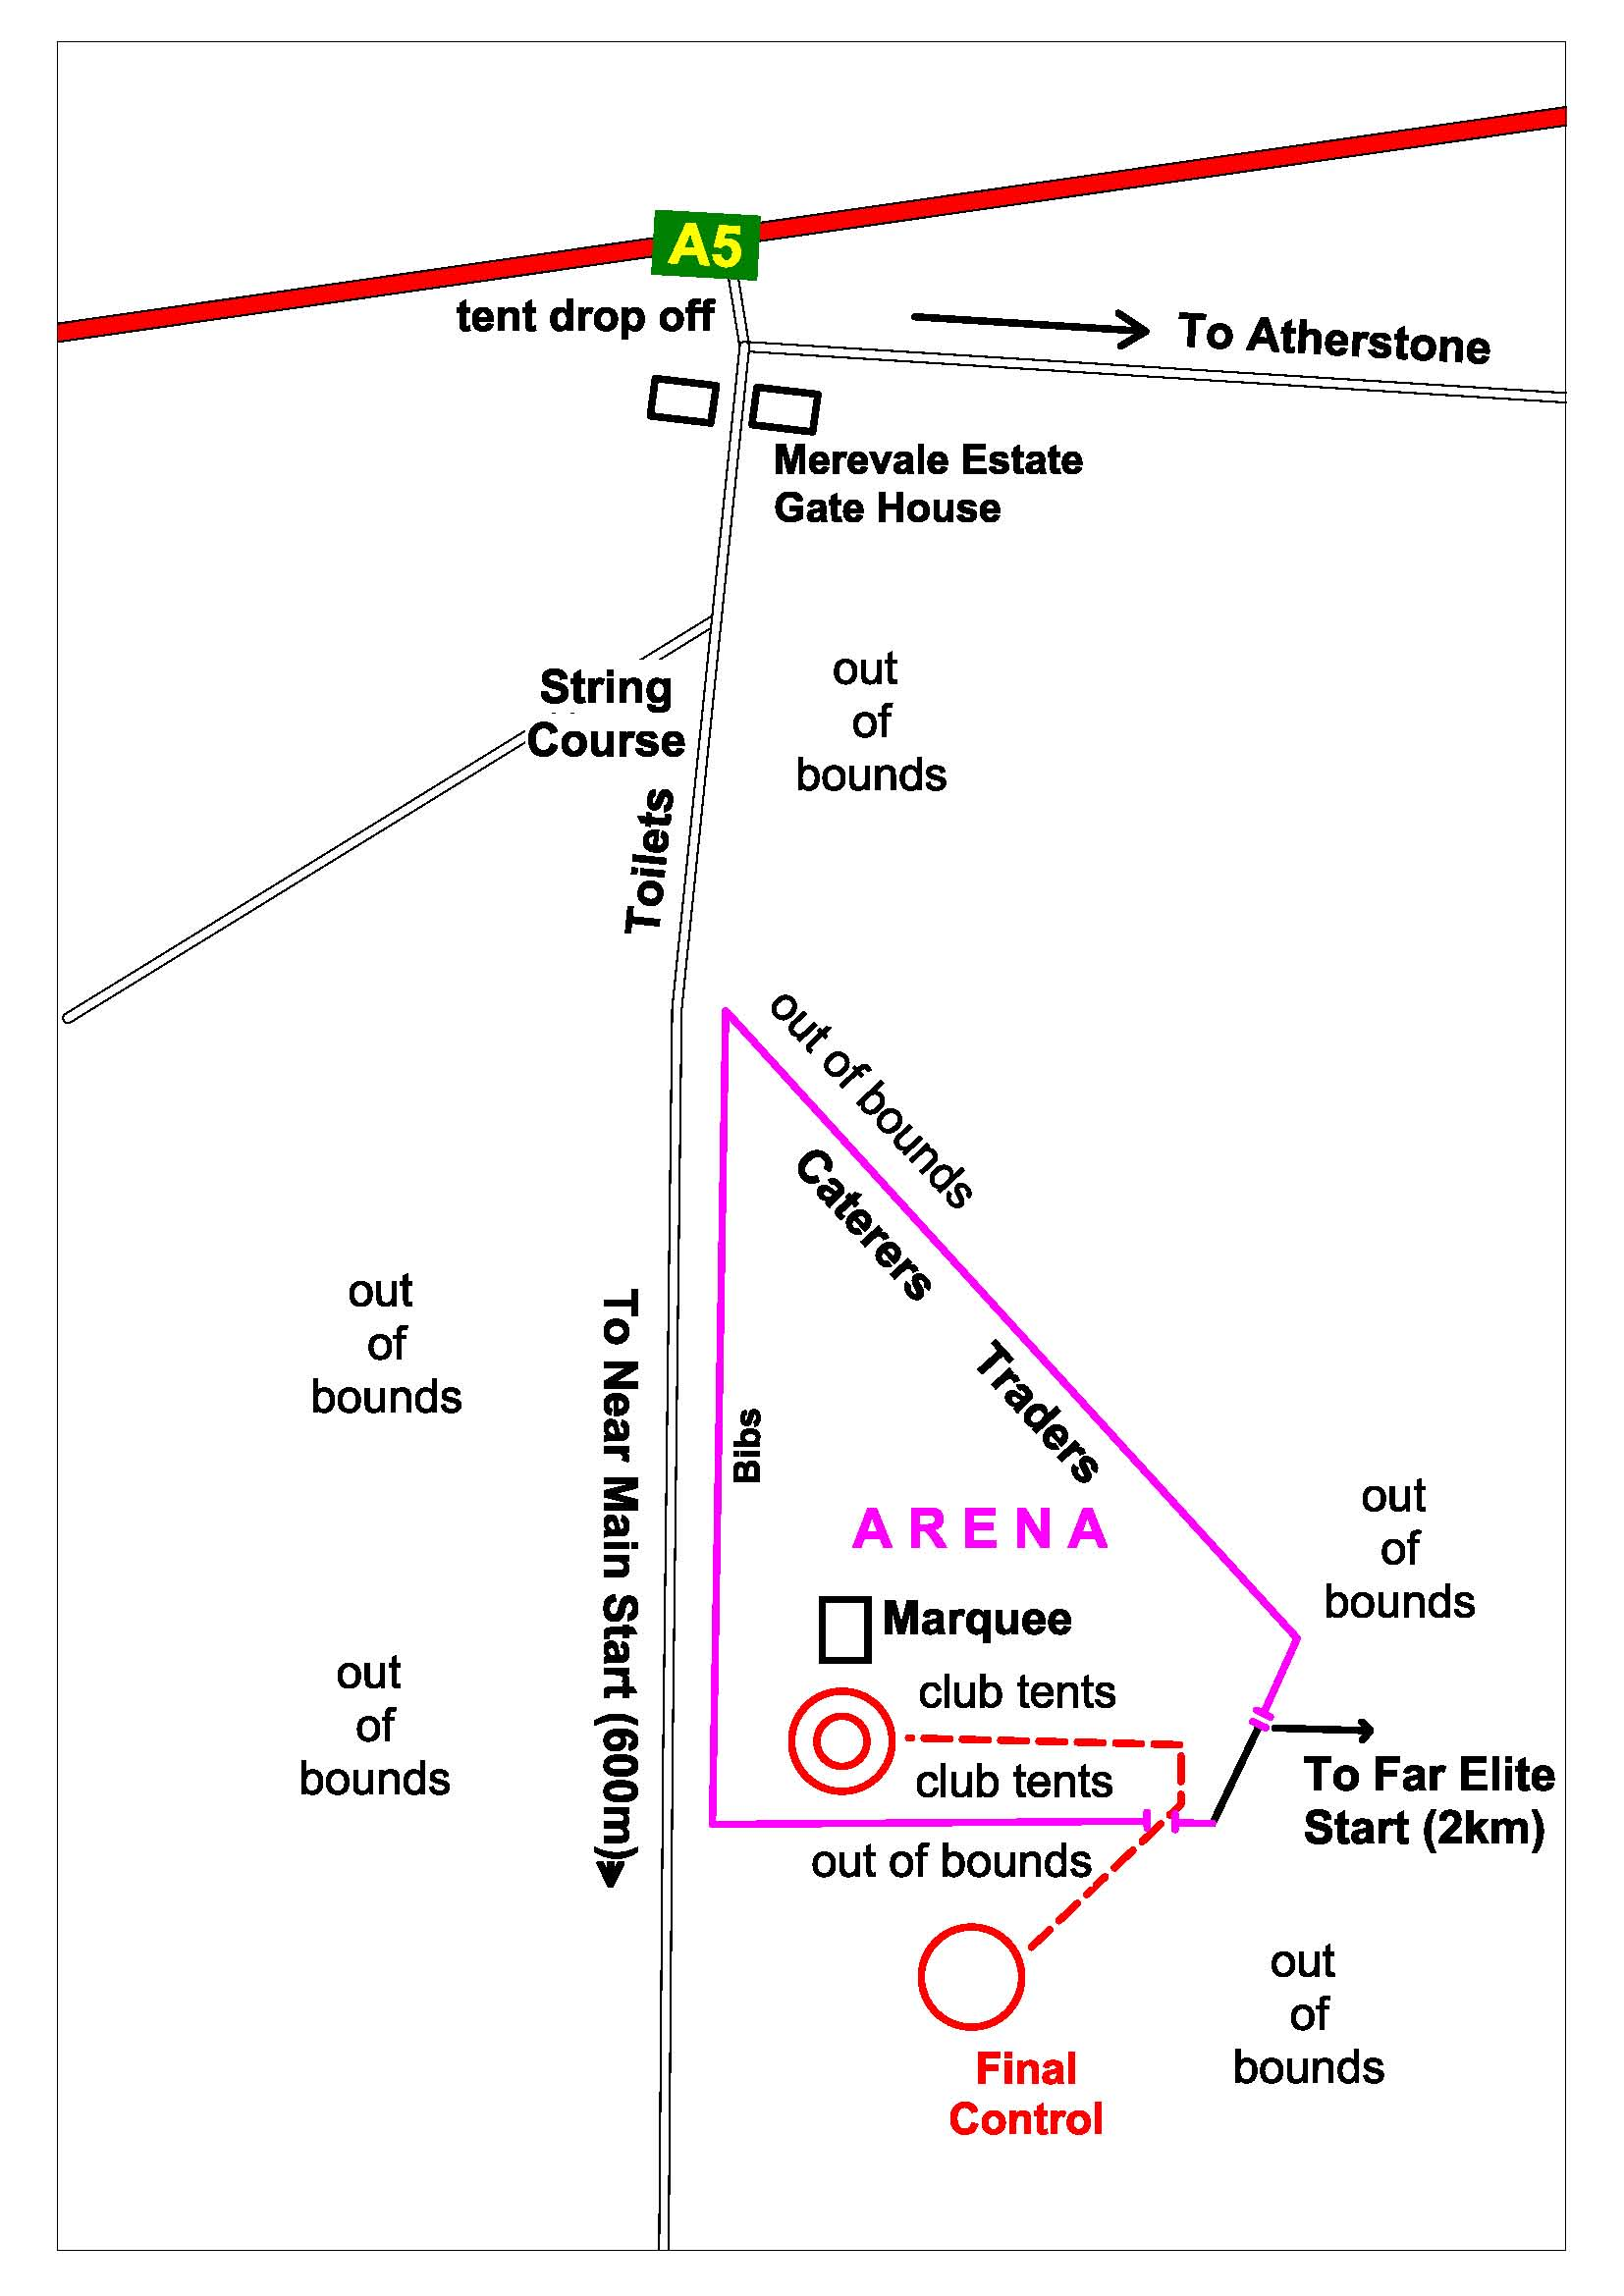 A5
tent drop off
To Atherstone
Merevale Estate
Gate House
String
Course
out
of
bounds
Toilets
out of bounds
Caterers
Traders
To Near Main Start (600m)
Bibs
out
of
bounds
ARENA
out
of
bounds
Marquee
club tents
out
of
bounds
club tents
To Far Elite
Start (2km)
out of bounds
out
of
bounds
Final
Control